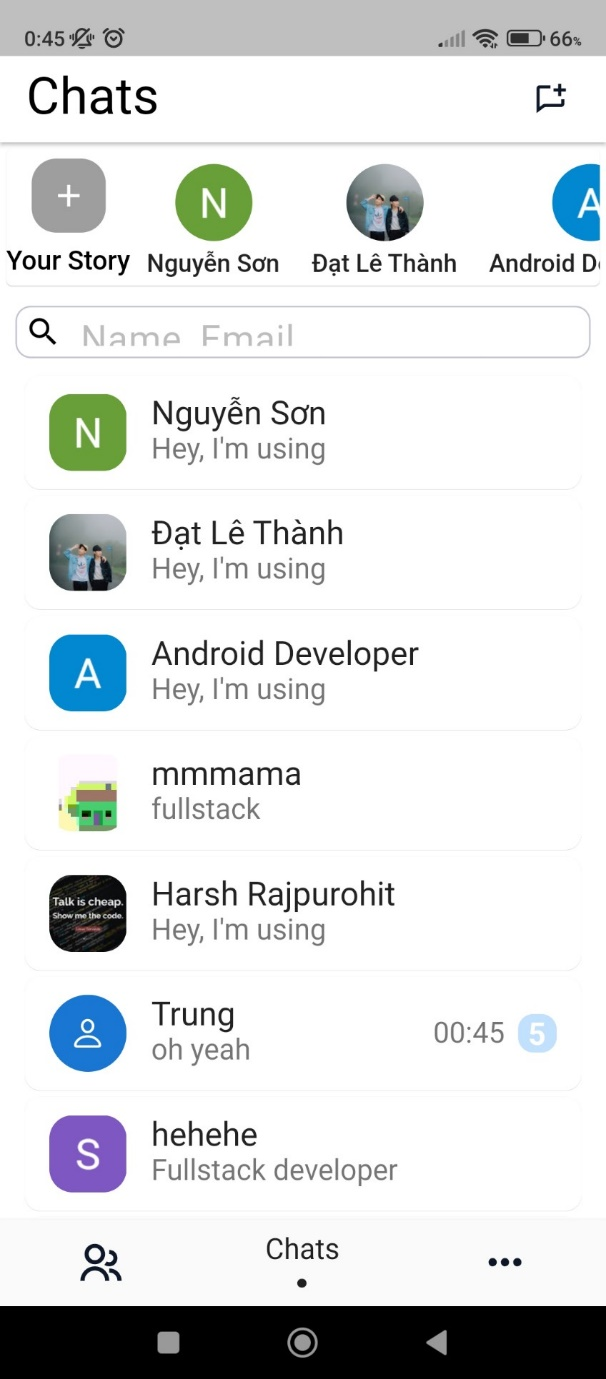 0:45
66%
Chats
+
N
A
Your Story
Nguyễn Sơn
Đạt Lê Thành
Android D
Name, Email
N
Nguyễn Sơn
Hey, I'm using
Đạt Lê Thành
Hey, I'm using
A
Android Developer
Hey, I'm using
mmmama
fullstack
Talk is cheap.
Show me the code.
Harsh Rajpurohit
Hey, I'm using
Trung
oh yeah
00:45
5
S
hehehe
Fullstack developer
Chats